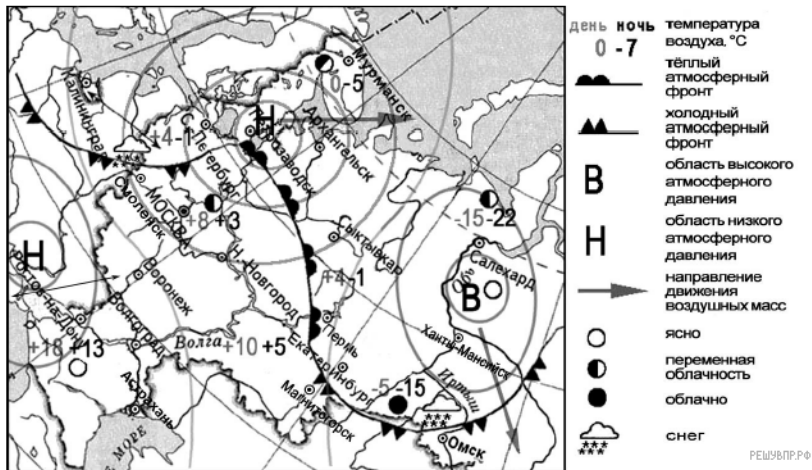 Мурманск
0 -5
Калининград
Н
Архангельск
С.Петербург
+4 -1
Петрозаводск
Смоленск
МОСКВА
+8 +3
-15 -22
Сыктывкар
Салехард
Обь
В
Н
Н.Новгород
+4 -1
Воронеж
Ростов-на-Дону
Волгоград
Волга
+10 +5
Пермь
Ханты-Мансийск
+18 +13
Екатеринбург
Иртыш
-5 -15
Астрахань
Магнитогорск
Омск
МОРЕ
день ночь температура
0 -7 воздуха, °С
тёплый
атмосферный
фронт
холодный
атмосферный
фронт
В
область высокого
атмосферного
давления
Н
область низкого
атмосферного
давления
направление
движения
воздушных масс
ясно
переменная
облачность
облачно
снег
РЕШУВПР.РФ